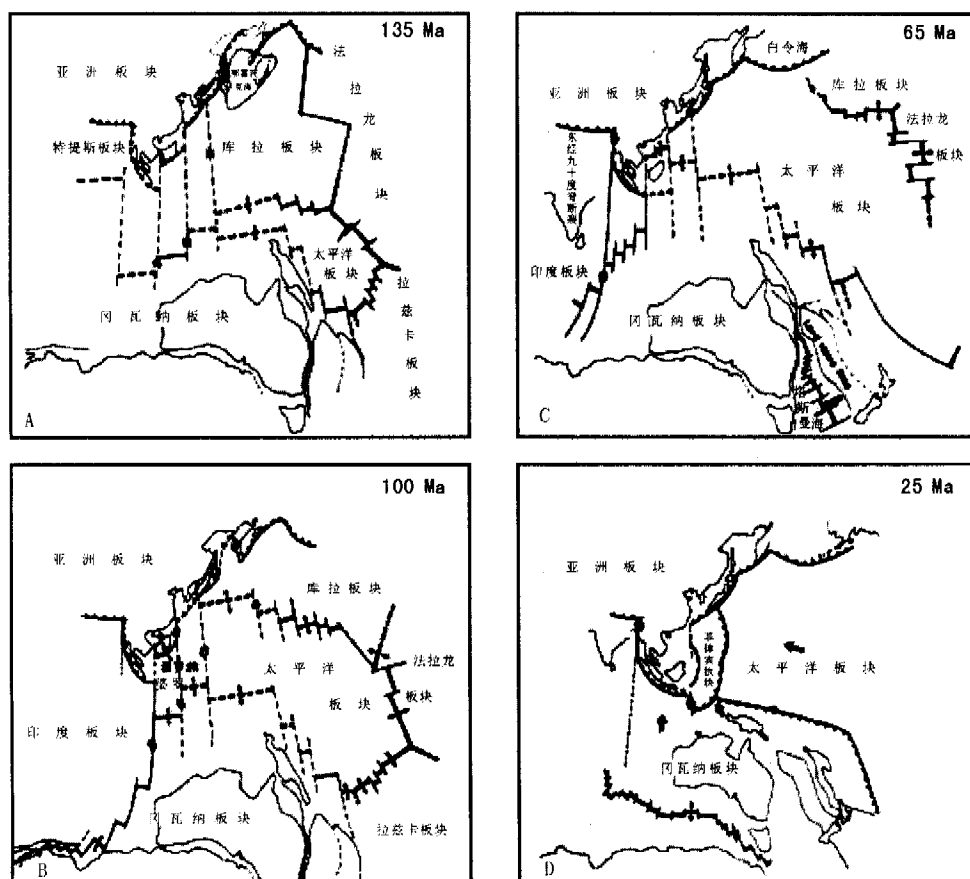 135 Ma
亚洲板块
法拉龙板块
特提斯板块
库拉板块
太平洋
板块
冈瓦纳板块
拉兹卡板块
A
65 Ma
白令海
亚洲板块
库拉板块
法拉龙
板块
东经九十度
太平洋
板块
印度板块
冈瓦纳板块
塔斯曼海
C
100 Ma
亚洲板块
库拉板块
太平洋
法拉龙
板块
板块
印度板块
冈瓦纳板块
拉兹卡板块
B
25 Ma
亚洲板块
菲律宾板块
太平洋板块
冈瓦纳板块
D